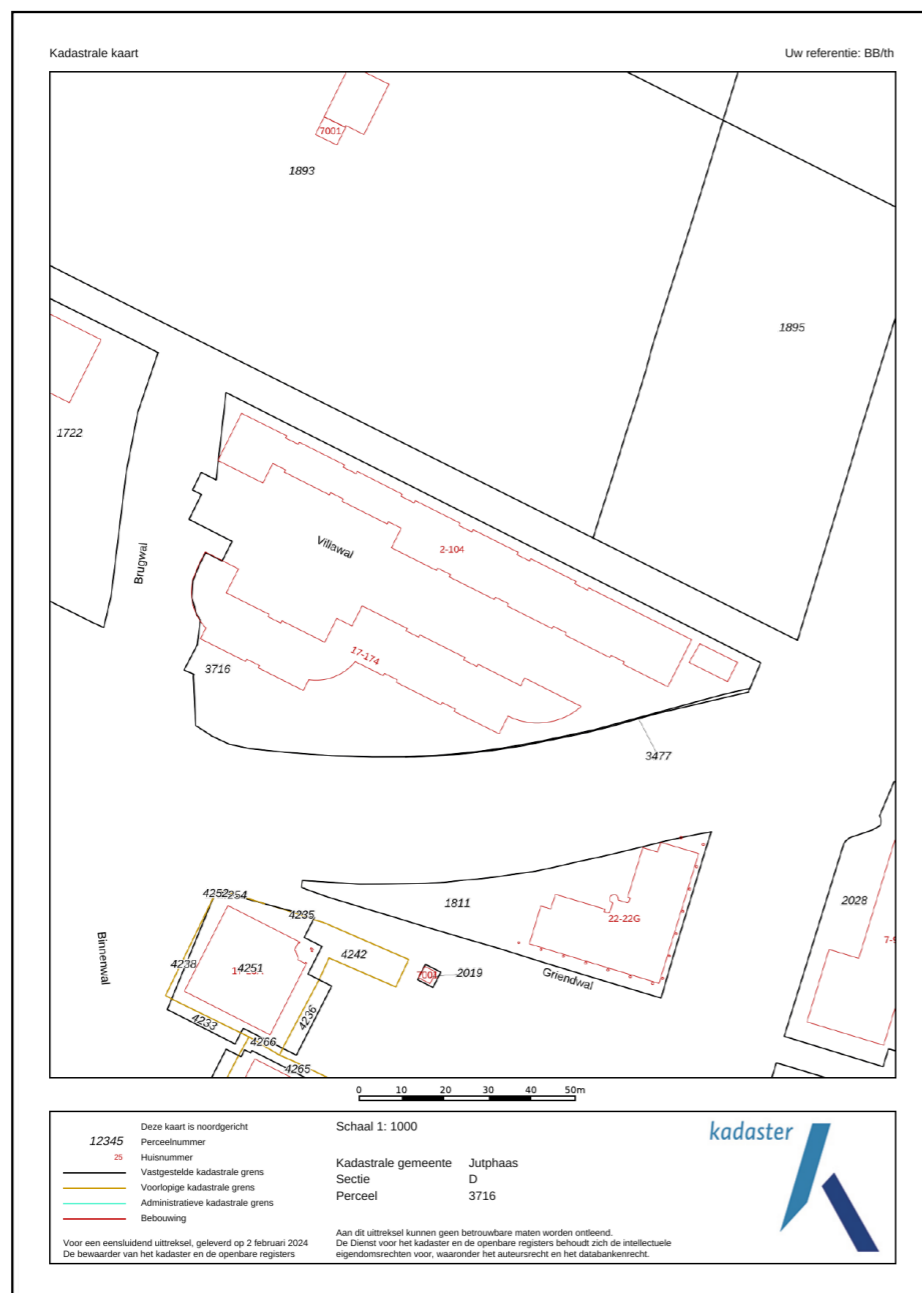 Kadastrale kaart
Uw referentie: BB/th
7001
1893
1895
1722
Villawal
2-104
Brugwal
17-174
3716
3477
1811
2028
22-22G
7-9
4252
2254
4235
4242
4238
4251
Binnenwal
7001
2019
Griendwal
4233
4236
4266
4265
0 10 20 30 40 50m
Deze kaart is noordgericht
12345 Perceelnummer
25 Huisnummer
Vastgestelde kadastrale grens
Voorlopige kadastrale grens
Administratieve kadastrale grens
Bebouwing
Voor een eensluidend uittreksel, geleverd op 2 februari 2024
De bewaarder van het kadaster en de openbare registers
Schaal 1: 1000
Kadastrale gemeente Jutphaas
Sectie D
Perceel 3716
Aan dit uittreksel kunnen geen betrouwbare maten worden ontleend.
De Dienst voor het kadaster en de openbare registers behoudt zich de intellectuele
eigendomsrechten voor, waaronder het auteursrecht en het databankenrecht.
kadaster